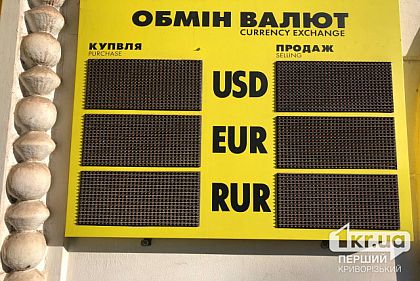 ОБМІН ВАЛЮТ
CURRENCY EXCHANGE
КУПІВЛЯ
PURCHASE
ПРОДАЖ
SELLING
USD
EUR
RUR
1kr.ua
ПЕРШИЙ
КРИВОРІЗЬКИЙ